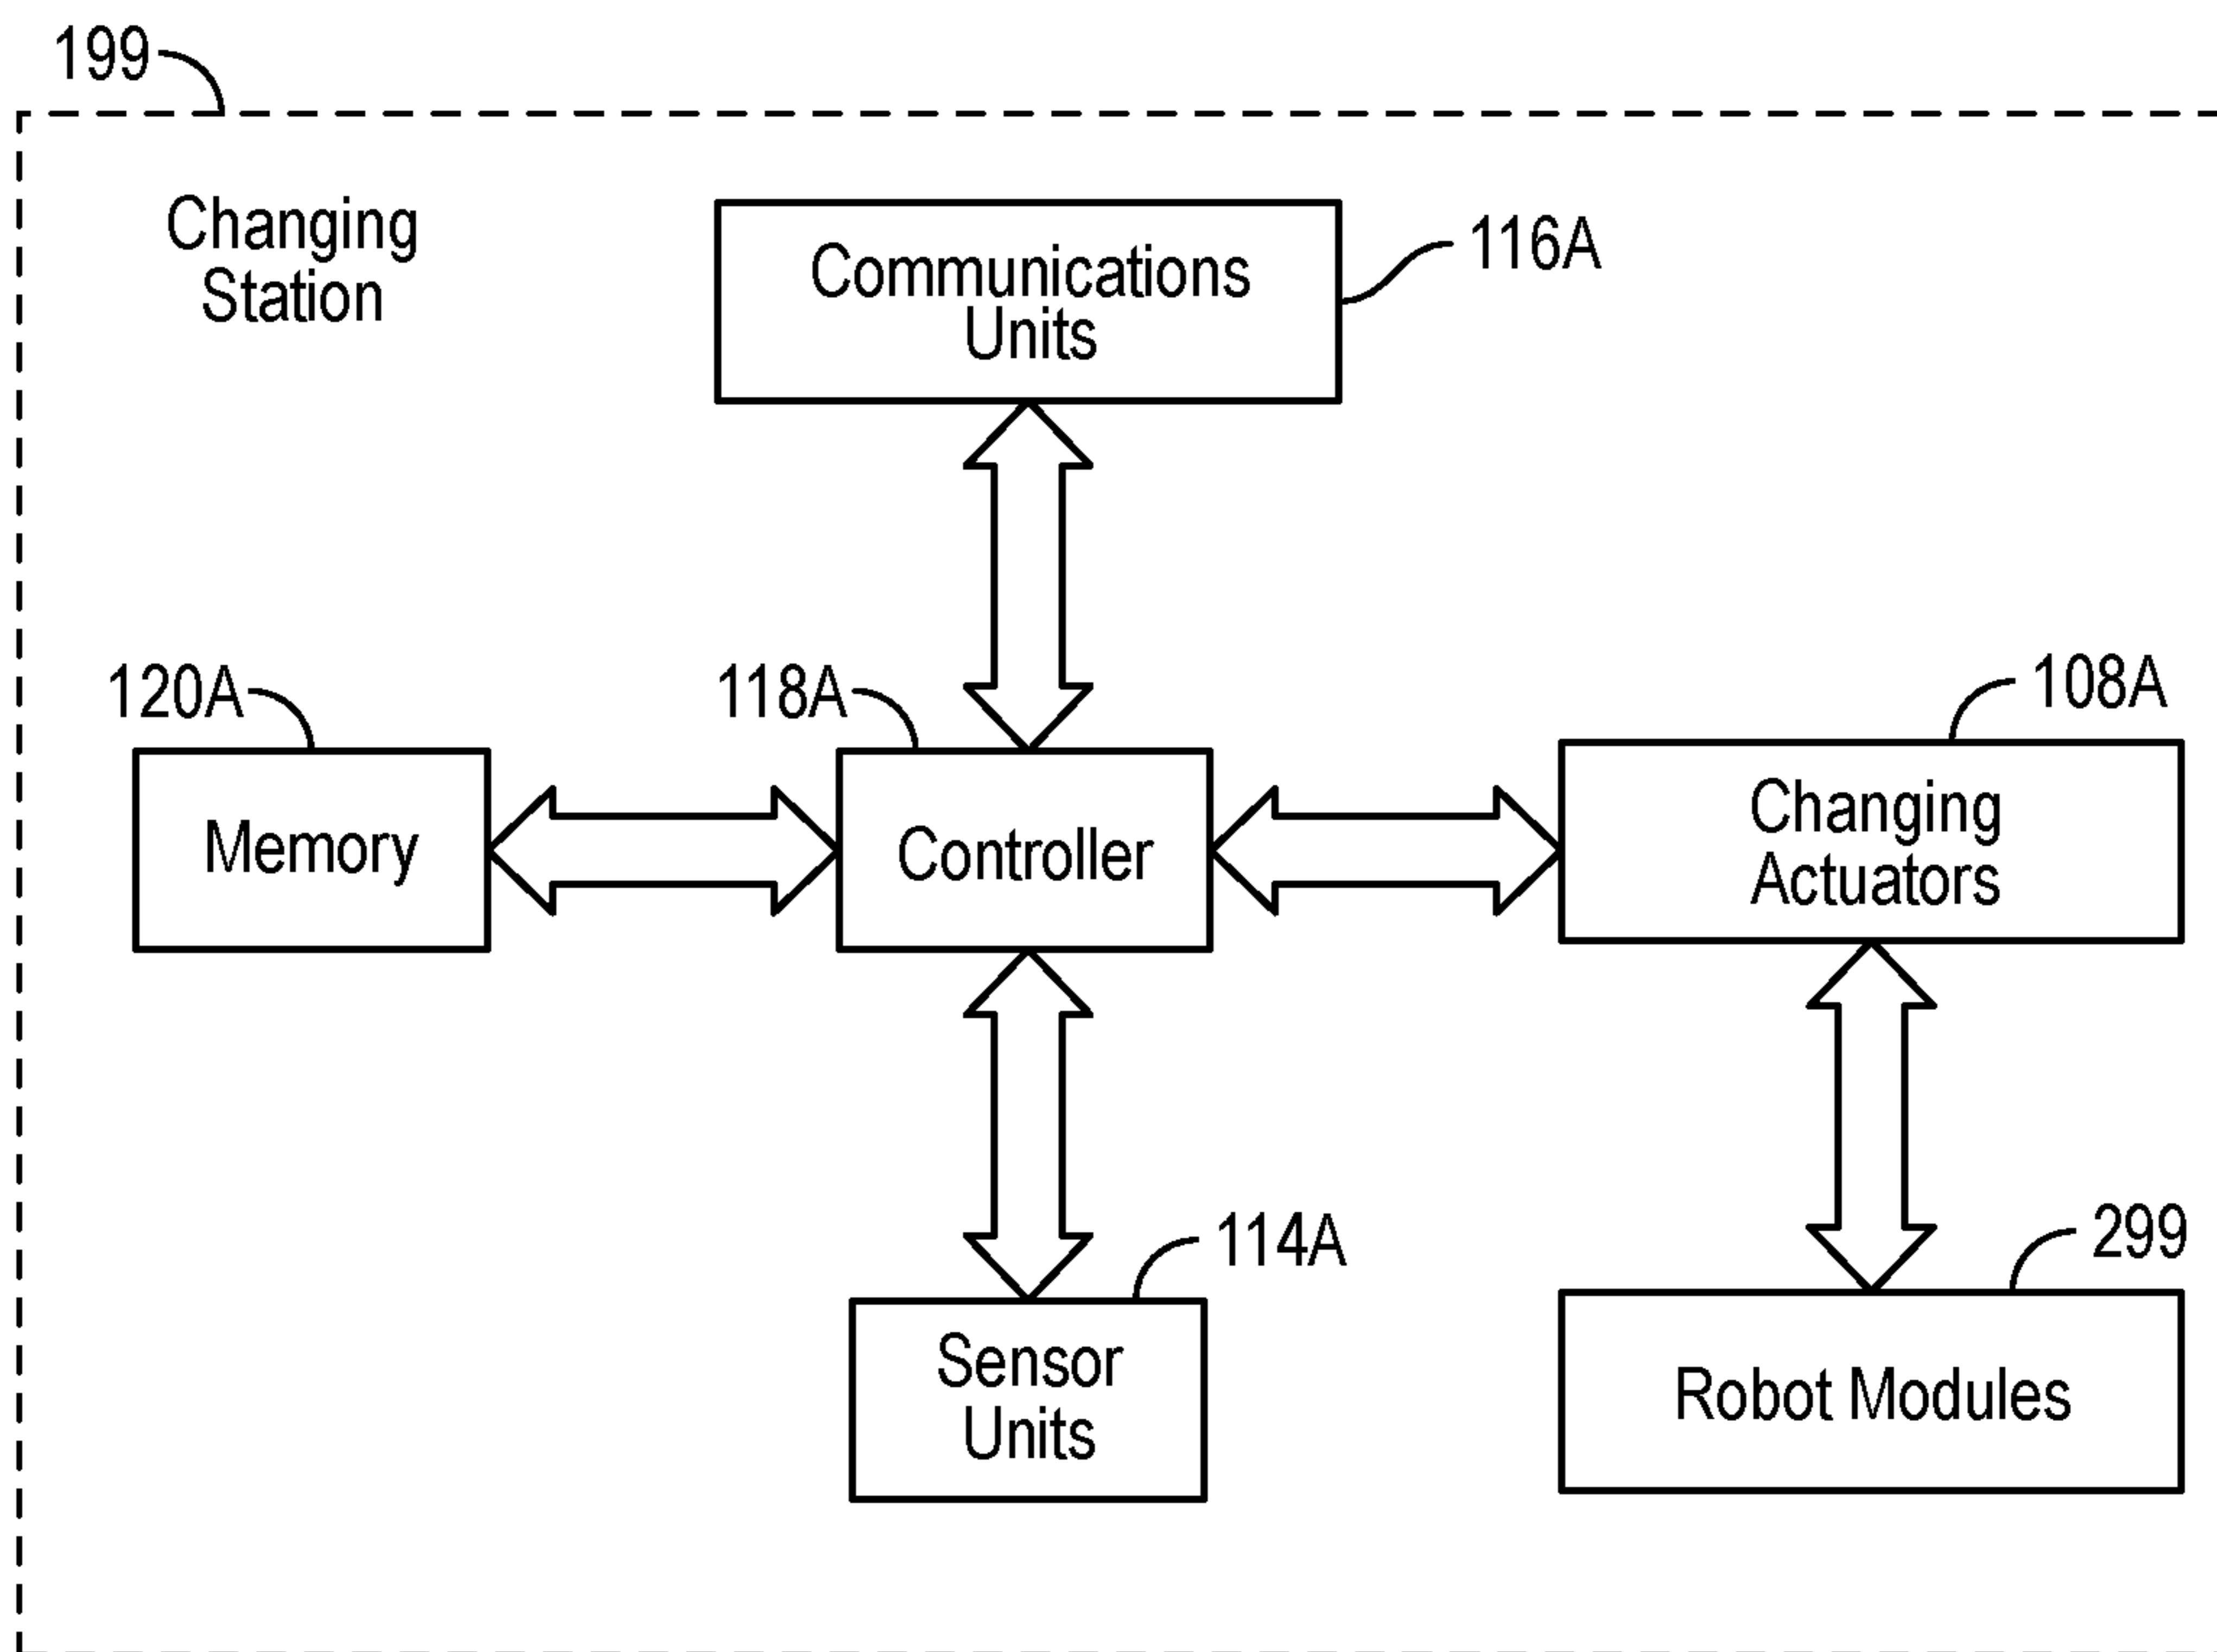 199
Changing
Station
Communications
Units
116A
120A
118A
108A
Memory
Controller
Changing
Actuators
114A
299
Sensor
Units
Robot Modules